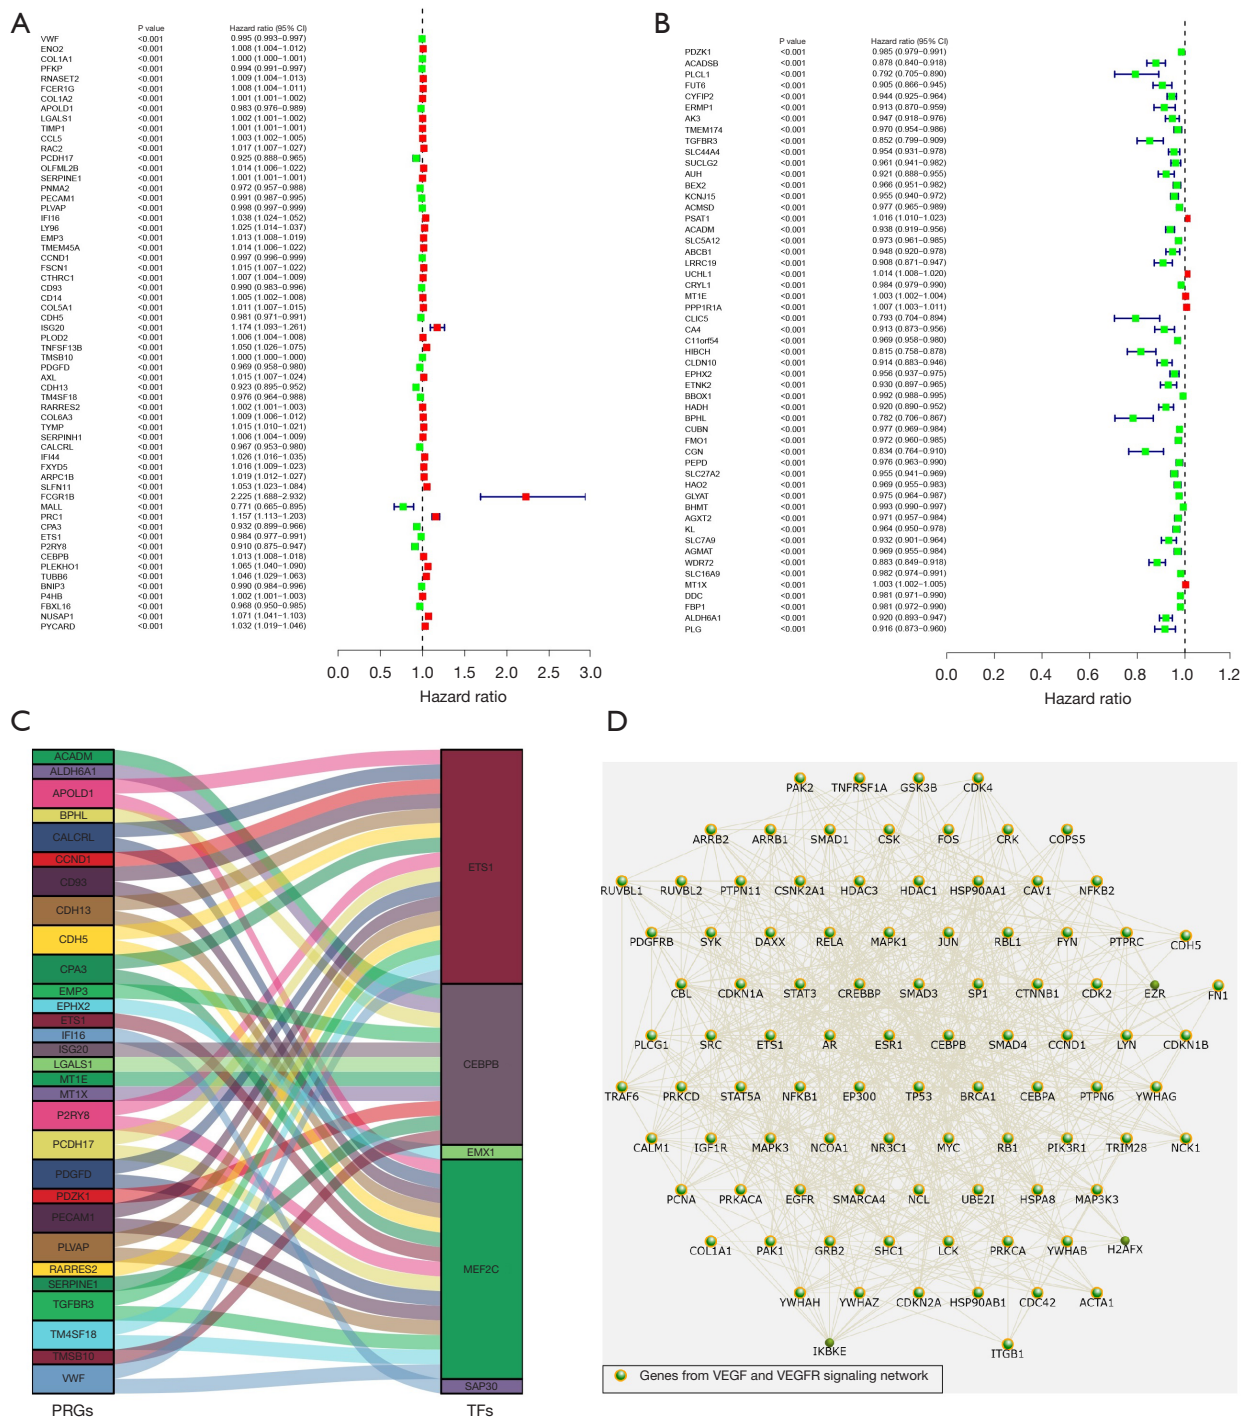 A
P value Hazard ratio (95% CI)
VWF <0.001 0.995 (0.993−0.997)
ENO2 <0.001 1.008 (1.004−1.012)
COL1A1 <0.001 1.000 (1.000−1.001)
PFKP <0.001 0.994 (0.991−0.997)
RNASET2 <0.001 1.009 (1.004−1.013)
FCER1G <0.001 1.008 (1.004−1.011)
COL1A2 <0.001 1.001 (1.001−1.002)
APOLD1 <0.001 0.983 (0.976−0.989)
LGALS1 <0.001 1.002 (1.001−1.002)
TIMP1 <0.001 1.001 (1.001−1.001)
CCL5 <0.001 1.003 (1.002−1.005)
RAC2 <0.001 1.017 (1.007−1.027)
PCDH17 <0.001 0.925 (0.888−0.965)
OLFML2B <0.001 1.014 (1.006−1.022)
SERPINE1 <0.001 1.001 (1.001−1.001)
PNMA2 <0.001 0.972 (0.957−0.988)
PECAM1 <0.001 0.991 (0.987−0.995)
PLVAP <0.001 0.998 (0.997−0.999)
IFI16 <0.001 1.038 (1.024−1.052)
LY96 <0.001 1.025 (1.014−1.037)
EMP3 <0.001 1.013 (1.008−1.019)
TMEM45A <0.001 1.014 (1.006−1.022)
CCND1 <0.001 0.997 (0.996−0.999)
FSCN1 <0.001 1.015 (1.007−1.022)
CTHRC1 <0.001 1.007 (1.004−1.009)
CD93 <0.001 0.990 (0.983−0.996)
CD14 <0.001 1.005 (1.002−1.008)
COL5A1 <0.001 1.011 (1.007−1.015)
CDH5 <0.001 0.981 (0.971−0.991)
ISG20 <0.001 1.174 (1.093−1.261)
PLOD2 <0.001 1.006 (1.004−1.008)
TNFSF13B <0.001 1.050 (1.026−1.075)
TMSB10 <0.001 1.000 (1.000−1.000)
PDGFD <0.001 0.969 (0.958−0.980)
AXL <0.001 1.015 (1.007−1.024)
CDH13 <0.001 0.923 (0.895−0.952)
TM4SF18 <0.001 0.976 (0.964−0.988)
RARRES2 <0.001 1.002 (1.001−1.003)
COL6A3 <0.001 1.009 (1.006−1.012)
TYMP <0.001 1.015 (1.010−1.021)
SERPINH1 <0.001 1.006 (1.004−1.009)
CALCRL <0.001 0.967 (0.953−0.980)
IFI44 <0.001 1.026 (1.016−1.035)
FXYD5 <0.001 1.016 (1.009−1.023)
ARPC1B <0.001 1.019 (1.012−1.027)
SLFN11 <0.001 1.053 (1.023−1.084)
FCGR1B <0.001 2.225 (1.688−2.932)
MALL <0.001 0.771 (0.665−0.895)
PRC1 <0.001 1.157 (1.113−1.203)
CPA3 <0.001 0.932 (0.899−0.966)
ETS1 <0.001 0.984 (0.977−0.991)
P2RY8 <0.001 0.910 (0.875−0.947)
CEBPB <0.001 1.013 (1.008−1.018)
PLEKHO1 <0.001 1.065 (1.040−1.090)
TUBB6 <0.001 1.046 (1.029−1.063)
BNIP3 <0.001 0.990 (0.984−0.996)
P4HB <0.001 1.002 (1.001−1.003)
FBXL16 <0.001 0.968 (0.950−0.985)
NUSAP1 <0.001 1.071 (1.041−1.103)
PYCARD <0.001 1.032 (1.019−1.046)
0.0 0.5 1.0 1.5 2.0 2.5 3.0
Hazard ratio
B
P value Hazard ratio (95% CI)
PDZK1 <0.001 0.985 (0.979−0.991)
ACADSB <0.001 0.878 (0.840−0.918)
PLCL1 <0.001 0.792 (0.705−0.890)
FUT6 <0.001 0.905 (0.866−0.945)
CYFIP2 <0.001 0.944 (0.925−0.964)
ERMP1 <0.001 0.913 (0.870−0.959)
AK3 <0.001 0.947 (0.918−0.976)
TMEM174 <0.001 0.970 (0.954−0.986)
TGFBR3 <0.001 0.852 (0.799−0.909)
SLC44A4 <0.001 0.954 (0.931−0.978)
SUCLG2 <0.001 0.961 (0.941−0.982)
AUH <0.001 0.921 (0.888−0.955)
BEX2 <0.001 0.966 (0.951−0.982)
KCNJ15 <0.001 0.955 (0.940−0.972)
ACMSD <0.001 0.977 (0.965−0.989)
PSAT1 <0.001 1.016 (1.010−1.023)
ACADM <0.001 0.938 (0.919−0.956)
SLC5A12 <0.001 0.973 (0.961−0.985)
ABCB1 <0.001 0.948 (0.920−0.978)
LRRC19 <0.001 0.908 (0.871−0.947)
UCHL1 <0.001 1.014 (1.008−1.020)
CRYL1 <0.001 0.984 (0.979−0.990)
MT1E <0.001 1.003 (1.002−1.004)
PPP1R1A <0.001 1.007 (1.003−1.011)
CLIC5 <0.001 0.793 (0.704−0.894)
CA4 <0.001 0.913 (0.873−0.956)
C11orf54 <0.001 0.969 (0.958−0.980)
HIBCH <0.001 0.815 (0.758−0.878)
CLDN10 <0.001 0.914 (0.883−0.946)
EPHX2 <0.001 0.956 (0.937−0.975)
ETNK2 <0.001 0.930 (0.897−0.965)
BBOX1 <0.001 0.992 (0.988−0.995)
HADH <0.001 0.920 (0.890−0.952)
BPHL <0.001 0.782 (0.706−0.867)
CUBN <0.001 0.977 (0.969−0.984)
FMO1 <0.001 0.972 (0.960−0.985)
CGN <0.001 0.834 (0.764−0.910)
PEPD <0.001 0.976 (0.963−0.990)
SLC27A2 <0.001 0.955 (0.941−0.969)
HAO2 <0.001 0.969 (0.955−0.983)
GLYAT <0.001 0.975 (0.964−0.987)
BHMT <0.001 0.993 (0.990−0.997)
AGXT2 <0.001 0.971 (0.957−0.984)
KL <0.001 0.964 (0.950−0.978)
SLC7A9 <0.001 0.932 (0.901−0.964)
AGMAT <0.001 0.969 (0.955−0.984)
WDR72 <0.001 0.883 (0.849−0.918)
SLC16A9 <0.001 0.982 (0.974−0.991)
MT1X <0.001 1.003 (1.002−1.005)
DDC <0.001 0.981 (0.971−0.990)
FBP1 <0.001 0.981 (0.972−0.990)
ALDH6A1 <0.001 0.920 (0.893−0.947)
PLG <0.001 0.916 (0.873−0.960)
0.0 0.2 0.4 0.6 0.8 1.0 1.2
Hazard ratio
C
ACADM
ALDH6A1
APOLD1
BPHL
CALCRL
CCND1
CD93
CDH13
CDH5
CPA3
EMP3
EPHX2
ETS1
IFI16
ISG20
LGALS1
MT1E
MT1X
P2RY8
PCDH17
PDGFD
PDZK1
PECAM1
PLVAP
RARRES2
SERPINE1
TGFBR3
TM4SF18
TMSB10
VWF
PRGs
ETS1
CEBPB
EMX1
MEF2C
SAP30
TFs
D
PAK2 TNFRSF1A GSK3B CDK4
ARRB2 ARRB1 SMAD1 CSK FOS CRK COPS5
RUVBL1 RUVBL2 PTPN11 CSNK2A1 HDAC3 HDAC1 HSP90AA1 CAV1 NFKB2
PDGFRB SYK DAXX RELA MAPK1 JUN RBL1 FYN PTPRC CDH5
CBL CDKN1A STAT3 CREBBP SMAD3 SP1 CTNNB1 CDK2 EZR FN1
PLCG1 SRC ETS1 AR ESR1 CEBPB SMAD4 CCND1 LYN CDKN1B
TRAF6 PRKCD STAT5A NFKB1 EP300 TP53 BRCA1 CEBPA PTPN6 YWHAG
CALM1 IGF1R MAPK3 NCOA1 NR3C1 MYC RB1 PIK3R1 TRIM28 NCK1
PCNA PRKACA EGFR SMARCA4 NCL UBE2I HSPA8 MAP3K3
COL1A1 PAK1 GRB2 SHC1 LCK PRKCA YWHAB H2AFX
YWHAH YWHAZ CDKN2A HSP90AB1 CDC42 ACTA1
IKBKE ITGB1
Genes from VEGF and VEGFR signaling network